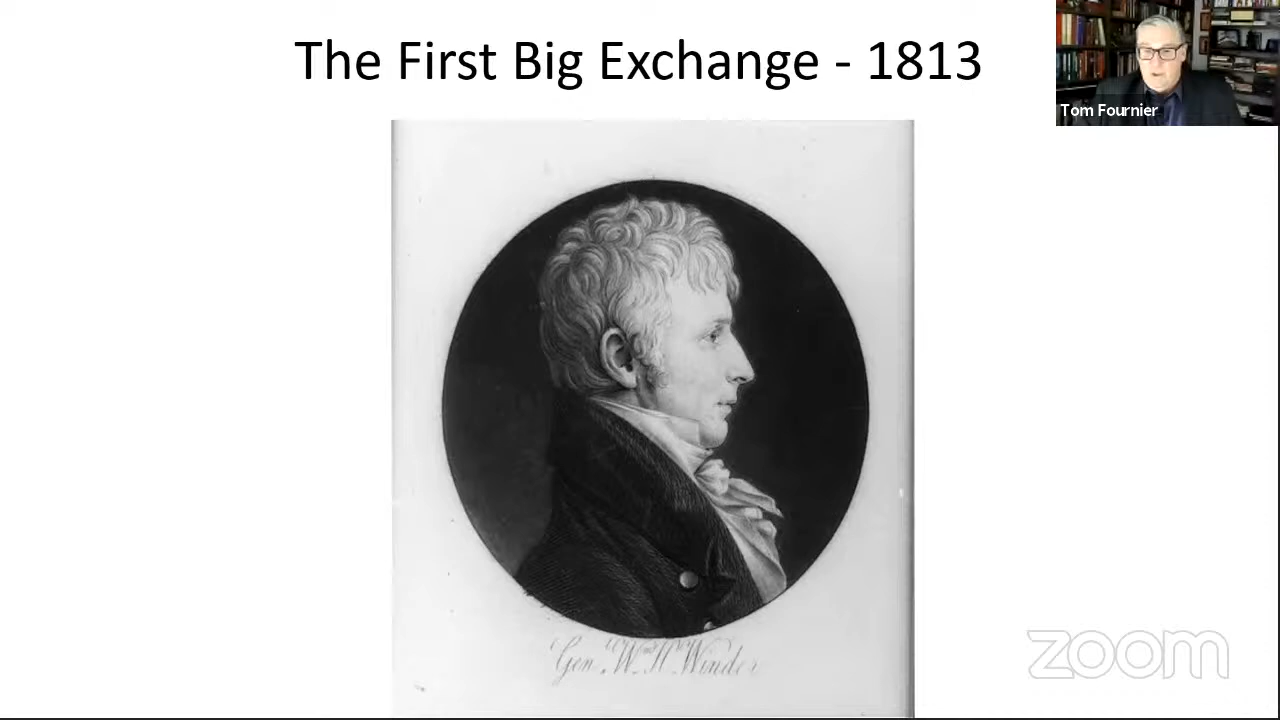 The First Big Exchange - 1813
Tom Fournier
Gen. Wm. H. Winder
zoom